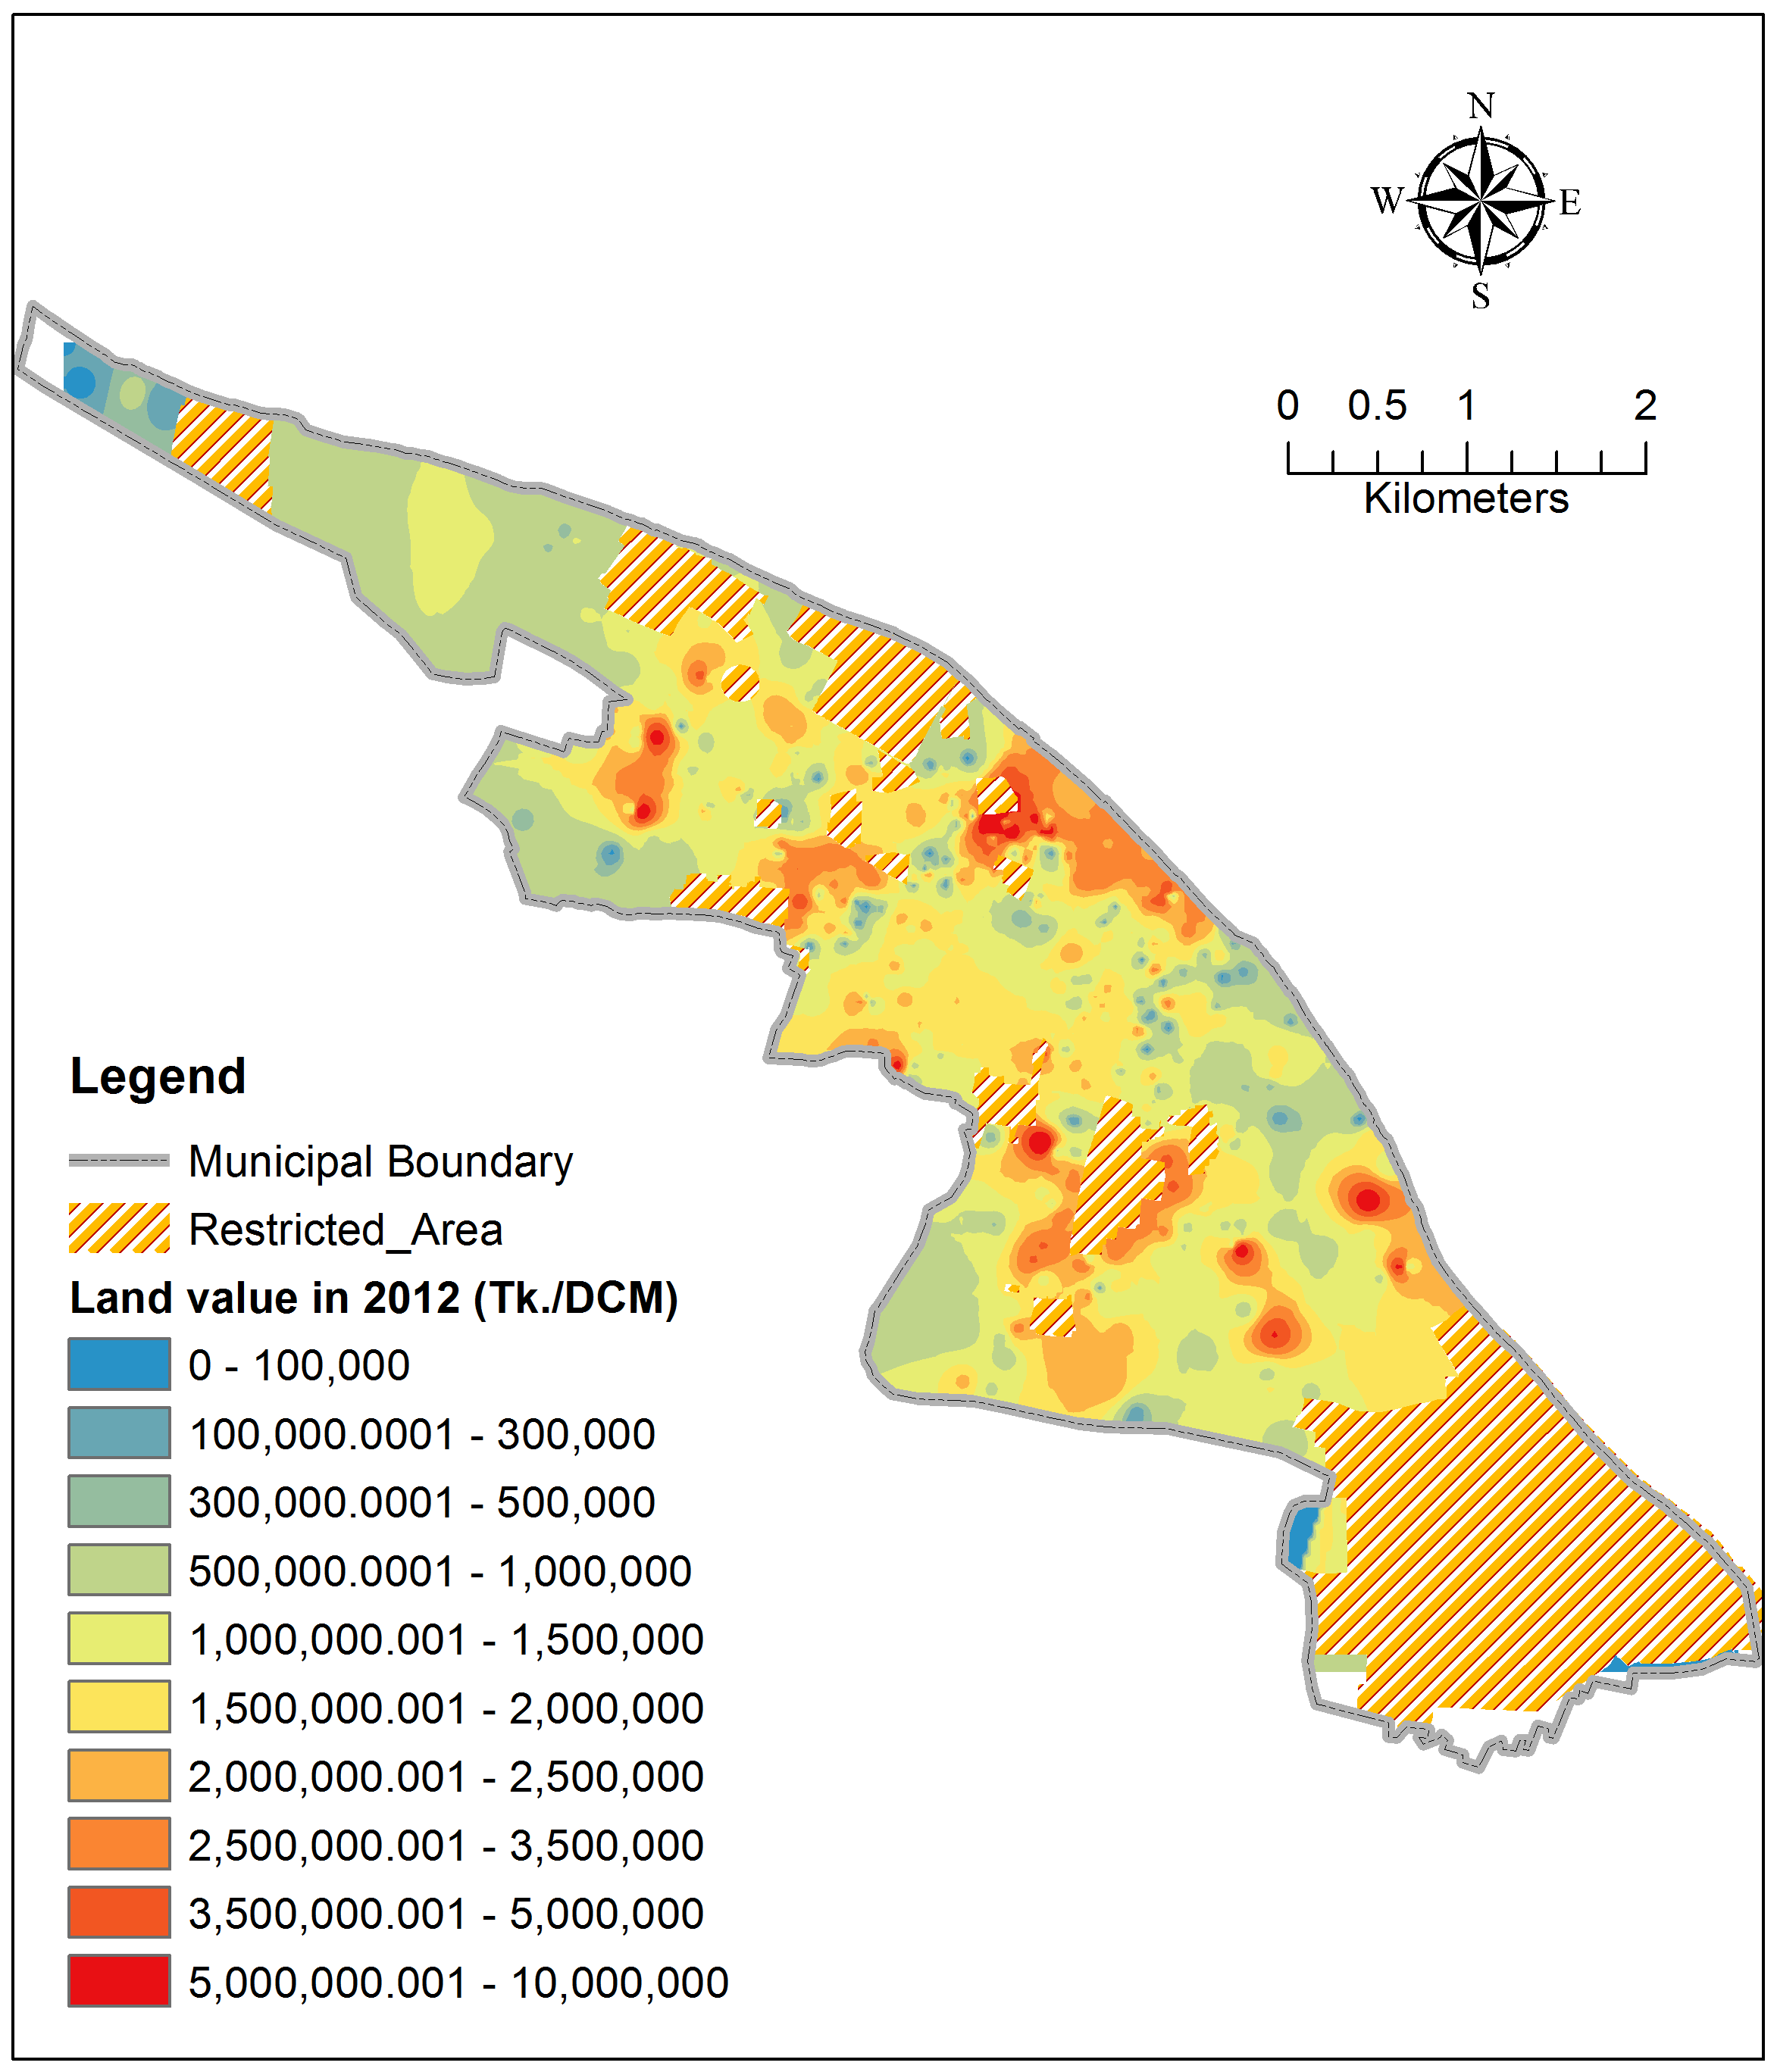 N
W E
S
0 0.5 1 2
Kilometers
Legend
Municipal Boundary
Restricted_Area
Land value in 2012 (Tk./DCM)
0 - 100,000
100,000.0001 - 300,000
300,000.0001 - 500,000
500,000.0001 - 1,000,000
1,000,000.001 - 1,500,000
1,500,000.001 - 2,000,000
2,000,000.001 - 2,500,000
2,500,000.001 - 3,500,000
3,500,000.001 - 5,000,000
5,000,000.001 - 10,000,000